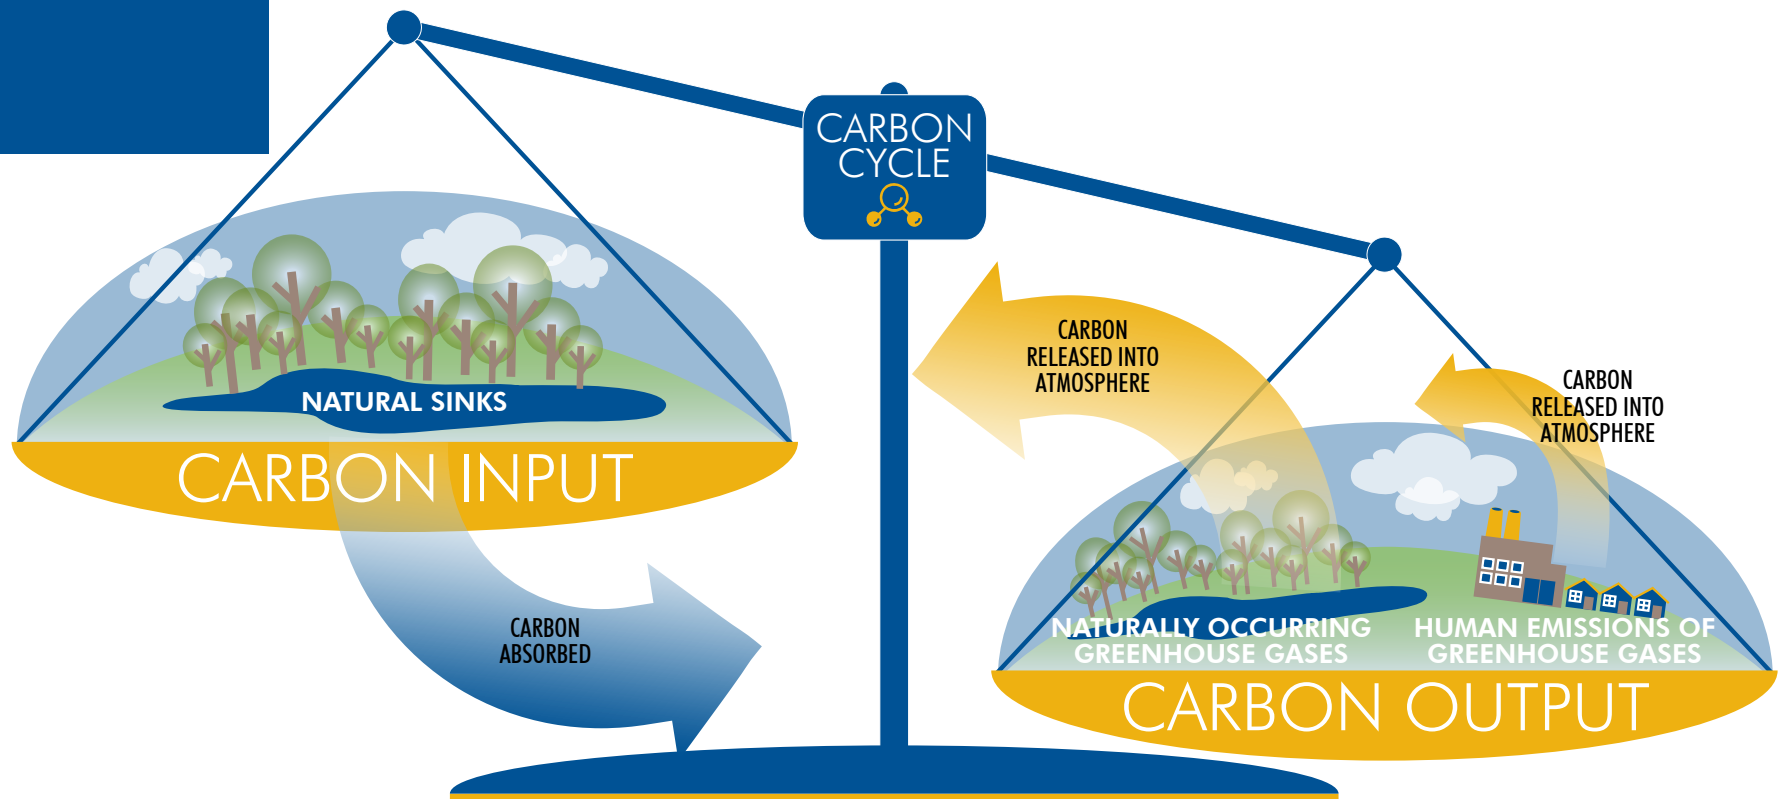 CARBON
CYCLE
NATURAL SINKS
CARBON INPUT
CARBON
ABSORBED
CARBON
RELEASED INTO
ATMOSPHERE
CARBON
RELEASED INTO
ATMOSPHERE
NATURALLY OCCURRING
GREENHOUSE GASES
HUMAN EMISSIONS OF
GREENHOUSE GASES
CARBON OUTPUT